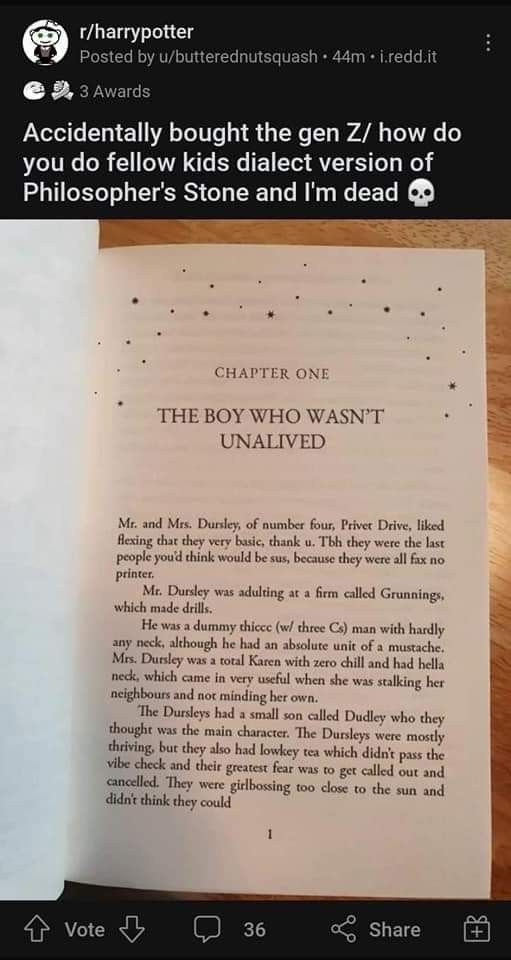 r/harrypotter
Posted by u/butterednutsquash • 44m • i.redd.it
3 Awards
Accidentally bought the gen Z/ how do
you do fellow kids dialect version of
Philosopher's Stone and I'm dead 💀
CHAPTER ONE
THE BOY WHO WASN'T
UNALIVED
Mr. and Mrs. Dursley, of number four, Privet Drive, liked
flexing that they very basic, thank u. Tbh they were the last
people you'd think would be sus, because they were all fax no
printer.
Mr. Dursley was adulting at a firm called Grunnings,
which made drills.
He was a dummy thiccc (w/ three Cs) man with hardly
any neck, although he had an absolute unit of a mustache.
Mrs. Dursley was a total Karen with zero chill and had hella
neck, which came in very useful when she was stalking her
neighbours and not minding her own.
The Dursleys had a small son called Dudley who they
thought was the main character. The Dursleys were mostly
thriving, but they also had lowkey tea which didn't pass the
vibe check and their greatest fear was to get called out and
cancelled. They were girlbossing too close to the sun and
didn't think they could
1
Vote
36
Share